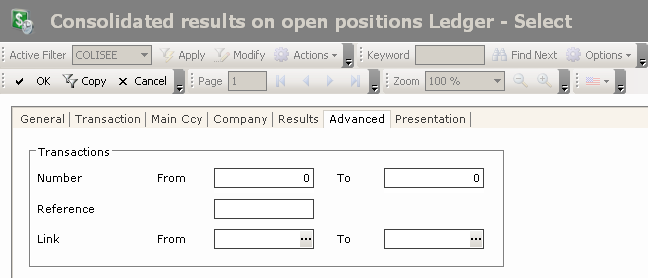 Consolidated results on open positions Ledger - Select
Active Filter COLISEE Apply Modify Actions Keyword Find Next Options
OK Copy Cancel Page 1 Zoom 100 %
General Transaction Main Ccy Company Results Advanced Presentation
Transactions
Number From 0 To 0
Reference
Link From ... To ...